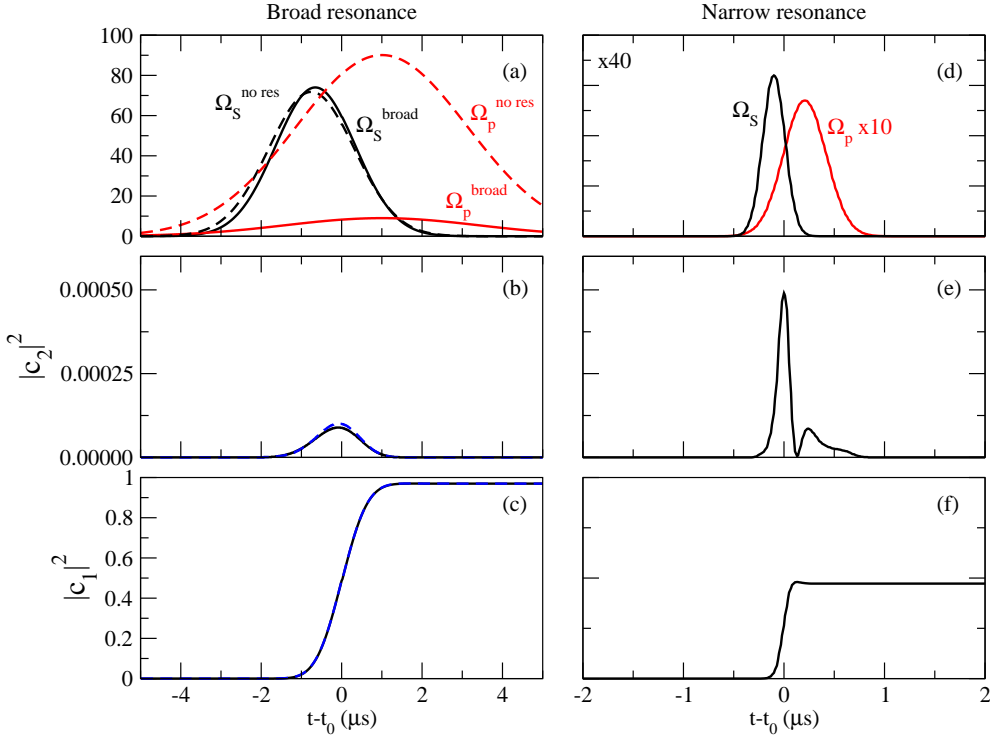 Broad resonance
Narrow resonance
100
80
60
40
20
0
(a)
Ω_S^no res
Ω_S^broad
Ω_p^no res
Ω_p^broad
x40
(d)
Ω_S
Ω_p x10
|c_2|^2
0.00050
0.00025
0.00000
(b)
(e)
|c_1|^2
1
0.8
0.6
0.4
0.2
0
(c)
(f)
-4 -2 0 2 4
-2 -1 0 1 2
t-t_0 (μs)
t-t_0 (μs)